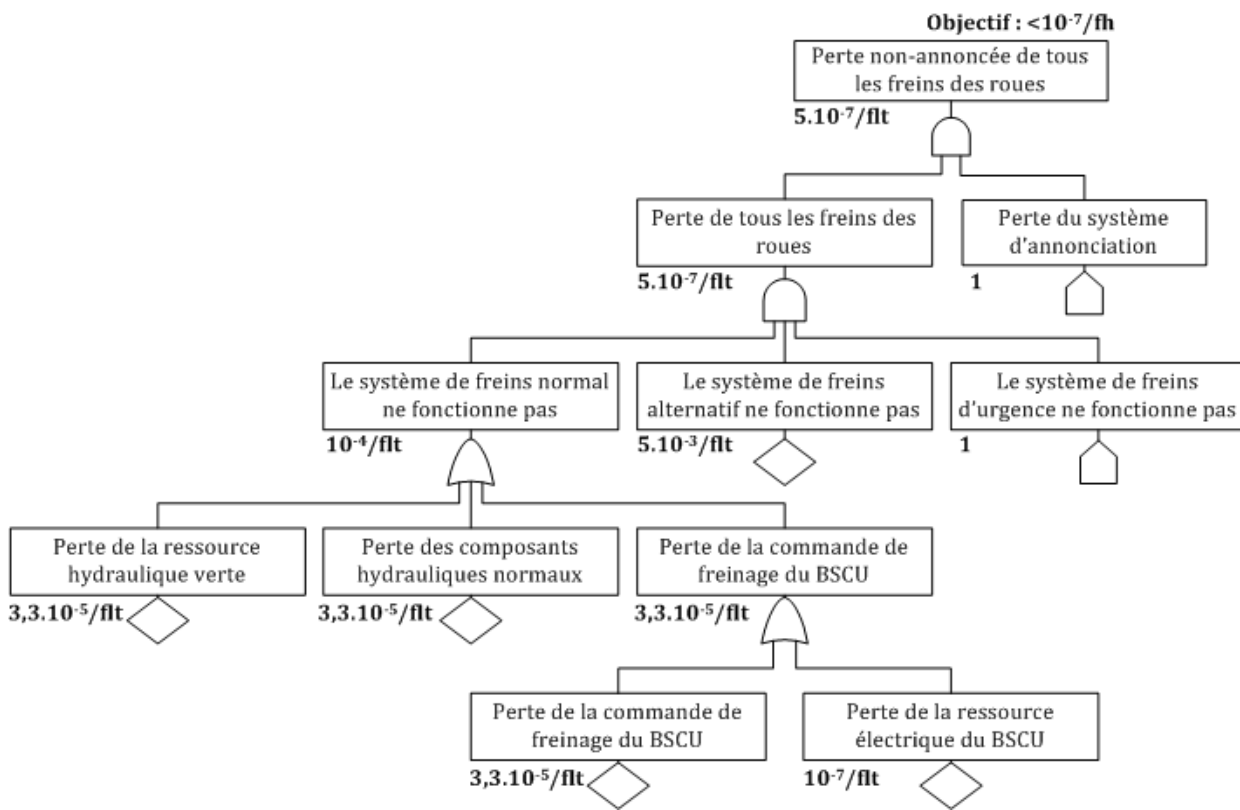 Objectif : <10⁻⁷/fh
Perte non-annoncée de tous
les freins des roues
5.10⁻⁷/flt
Perte de tous les freins des
roues
5.10⁻⁷/flt
Perte du système
d'annonciation
1
Le système de freins normal
ne fonctionne pas
10⁻⁴/flt
Le système de freins
alternatif ne fonctionne pas
5.10⁻³/flt
Le système de freins
d'urgence ne fonctionne pas
1
Perte de la ressource
hydraulique verte
3,3.10⁻⁵/flt
Perte des composants
hydrauliques normaux
3,3.10⁻⁵/flt
Perte de la commande de
freinage du BSCU
3,3.10⁻⁵/flt
Perte de la commande de
freinage du BSCU
3,3.10⁻⁵/flt
Perte de la ressource
électrique du BSCU
10⁻⁷/flt